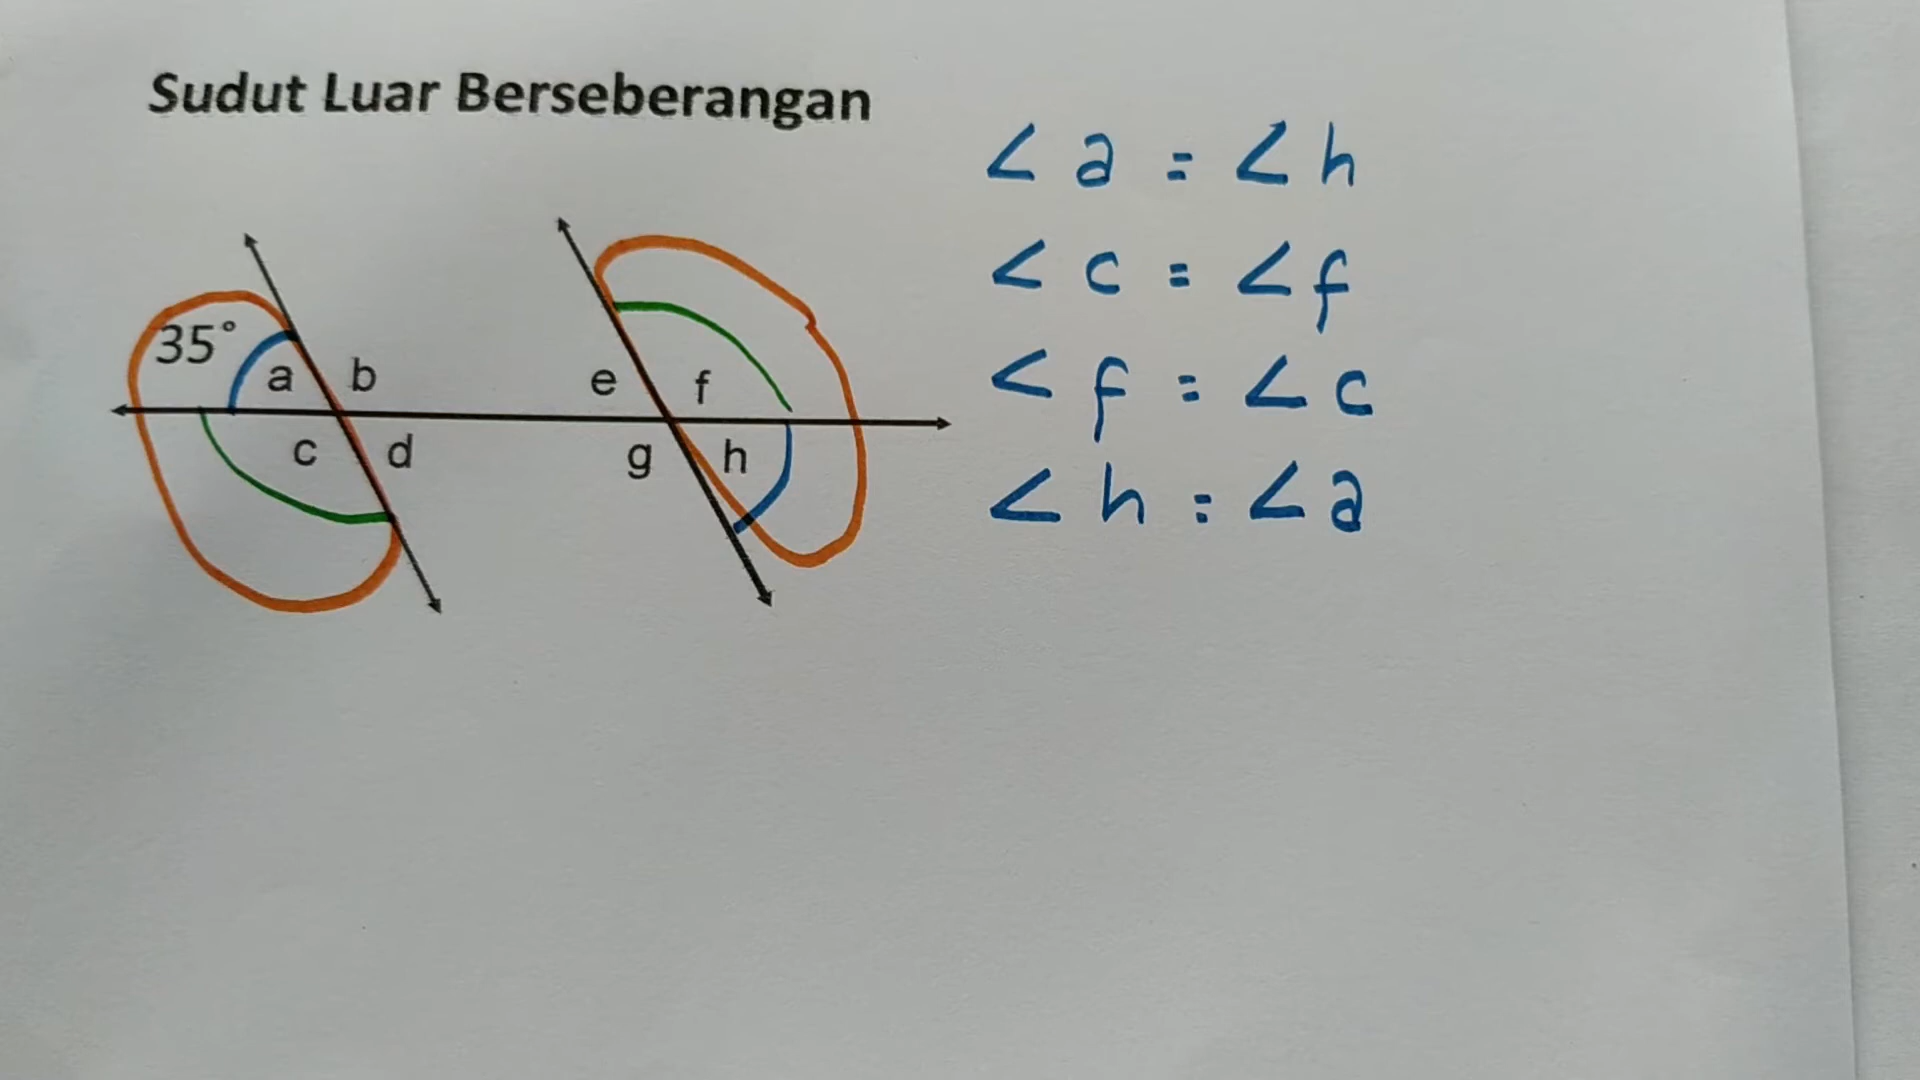 Sudut Luar Berseberangan
∠ a = ∠ h
∠ c = ∠ f
∠ f = ∠ c
∠ h = ∠ a
35°
a b e f
c d g h